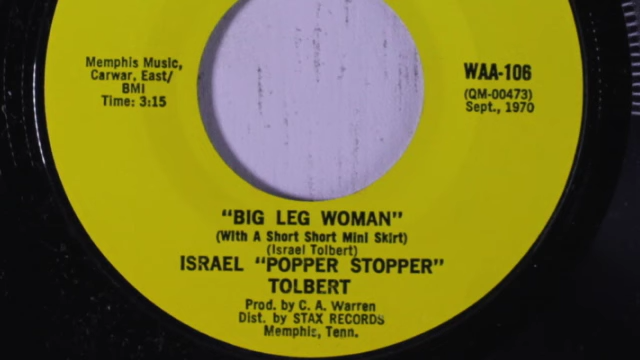 Memphis Music,
Carwar, East/
BMI
Time: 3:15
WAA-106
(QM-00473)
Sept., 1970
"BIG LEG WOMAN"
(With A Short Short Mini Skirt)
(Israel Tolbert)
ISRAEL "POPPER STOPPER"
TOLBERT
Prod. by C. A. Warren
Dist. by STAX RECORDS
Memphis, Tenn.